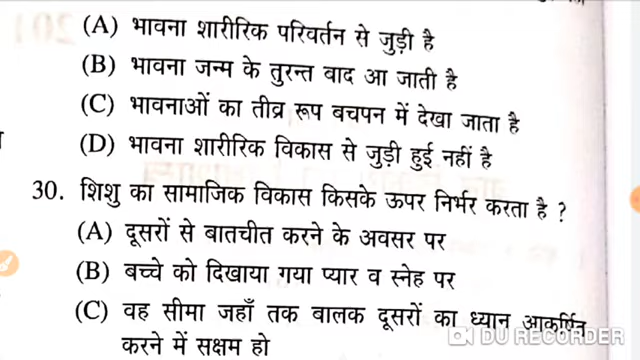 (A) भावना शारीरिक परिवर्तन से जुड़ी है
(B) भावना जन्म के तुरन्त बाद आ जाती है
(C) भावनाओं का तीव्र रूप बचपन में देखा जाता है
(D) भावना शारीरिक विकास से जुड़ी हुई नहीं है
30. शिशु का सामाजिक विकास किसके ऊपर निर्भर करता है ?
(A) दूसरों से बातचीत करने के अवसर पर
(B) बच्चे को दिखाया गया प्यार व स्नेह पर
(C) वह सीमा जहाँ तक बालक दूसरों का ध्यान आकर्षित
करने में सक्षम हो
DU RECORDER